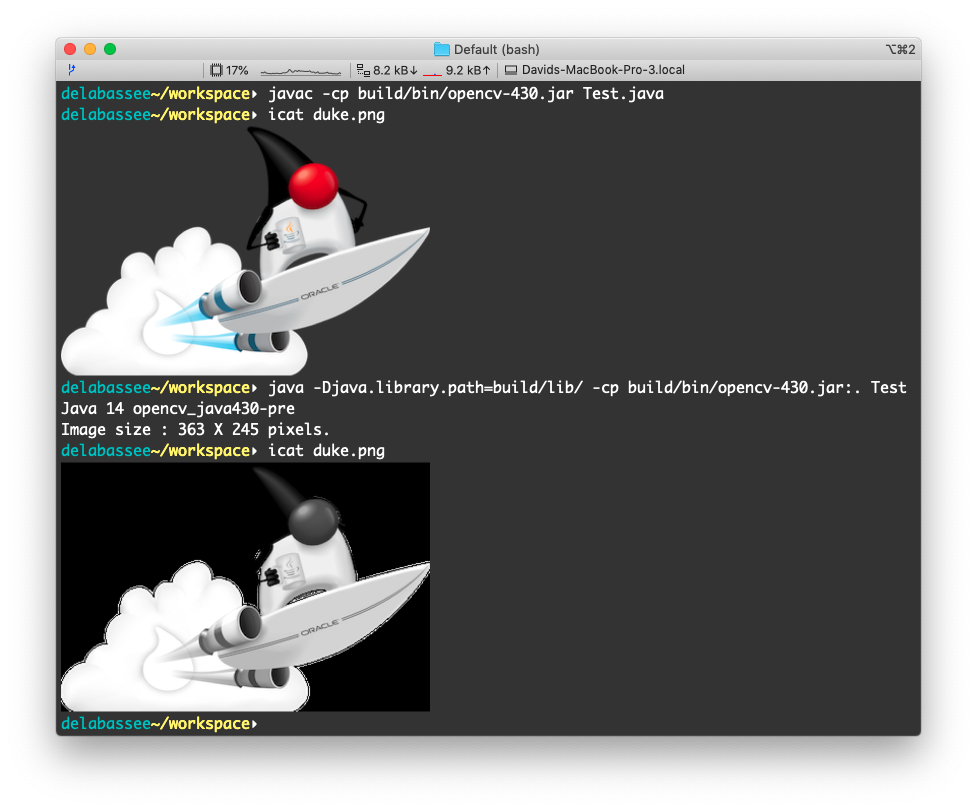 Default (bash)
⌥⌘2
17%
8.2 kB↓
9.2 kB↑
Davids-MacBook-Pro-3.local
delabassee~/workspace▸ javac -cp build/bin/opencv-430.jar Test.java
delabassee~/workspace▸ icat duke.png
ORACLE
delabassee~/workspace▸ java -Djava.library.path=build/lib/ -cp build/bin/opencv-430.jar:. Test
Java 14 opencv_java430-pre
Image size : 363 X 245 pixels.
delabassee~/workspace▸ icat duke.png
ORACLE
delabassee~/workspace▸